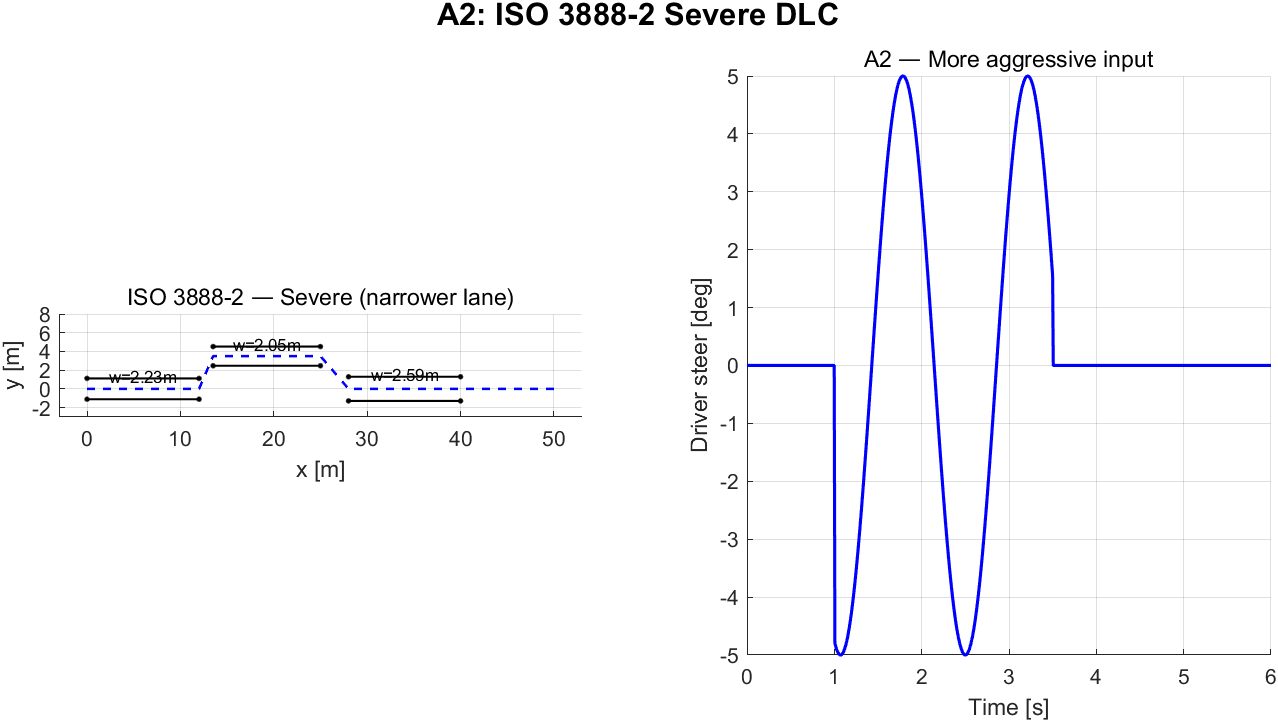 A2: ISO 3888-2 Severe DLC
ISO 3888-2 — Severe (narrower lane)
8
6
4
2
0
-2
y [m]
w=2.23m
w=2.05m
w=2.59m
0 10 20 30 40 50
x [m]
A2 — More aggressive input
5
4
3
2
1
0
-1
-2
-3
-4
-5
Driver steer [deg]
0 1 2 3 4 5 6
Time [s]